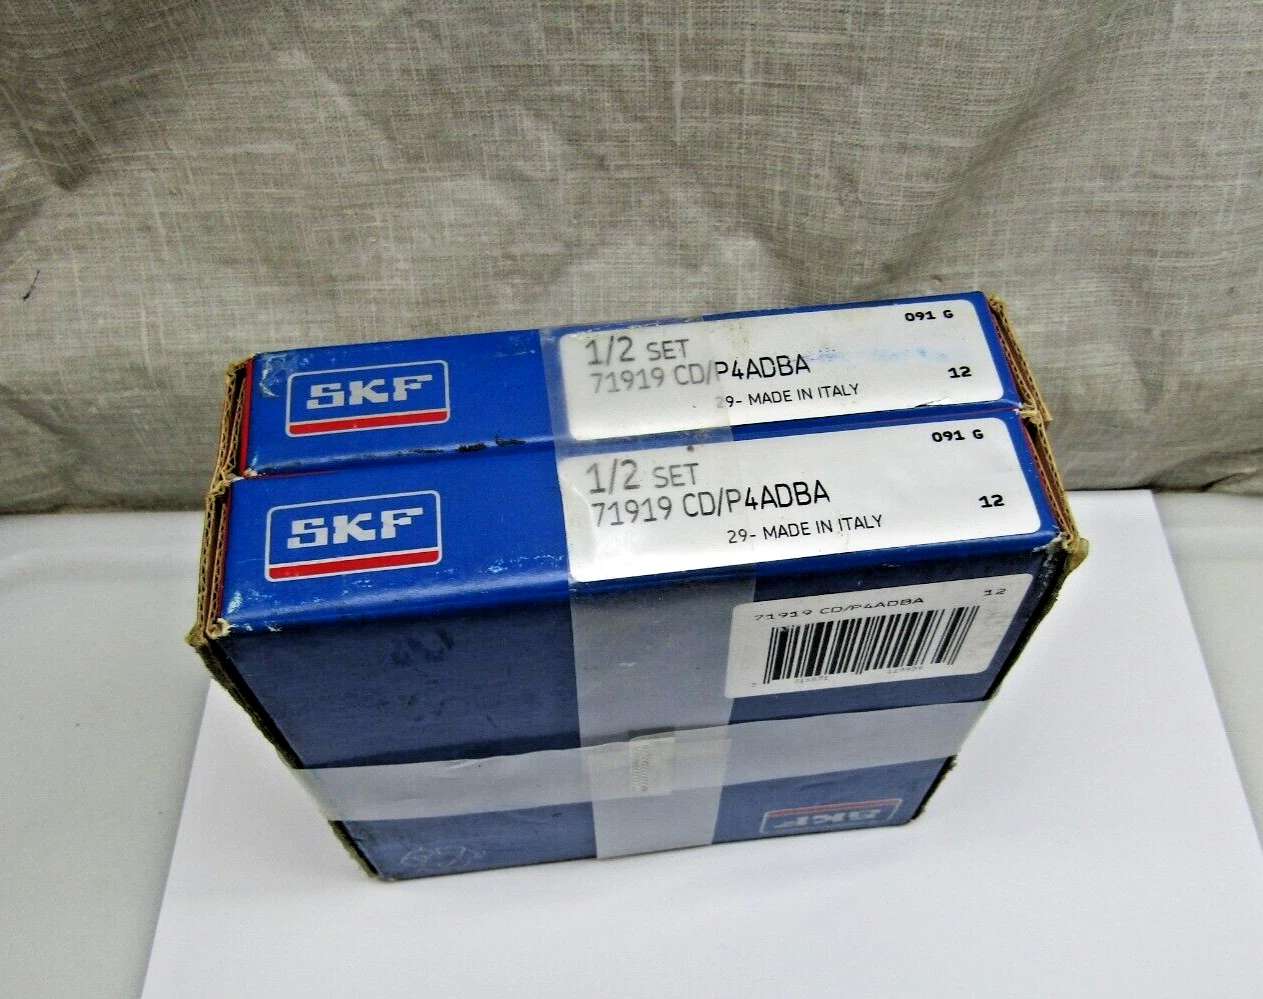 SKF
1/2 SET
71919 CD/P4ADBA
29- MADE IN ITALY
091 G
12
SKF
1/2 SET
71919 CD/P4ADBA
29- MADE IN ITALY
091 G
12
71919 CD/P4ADBA 12
SKF